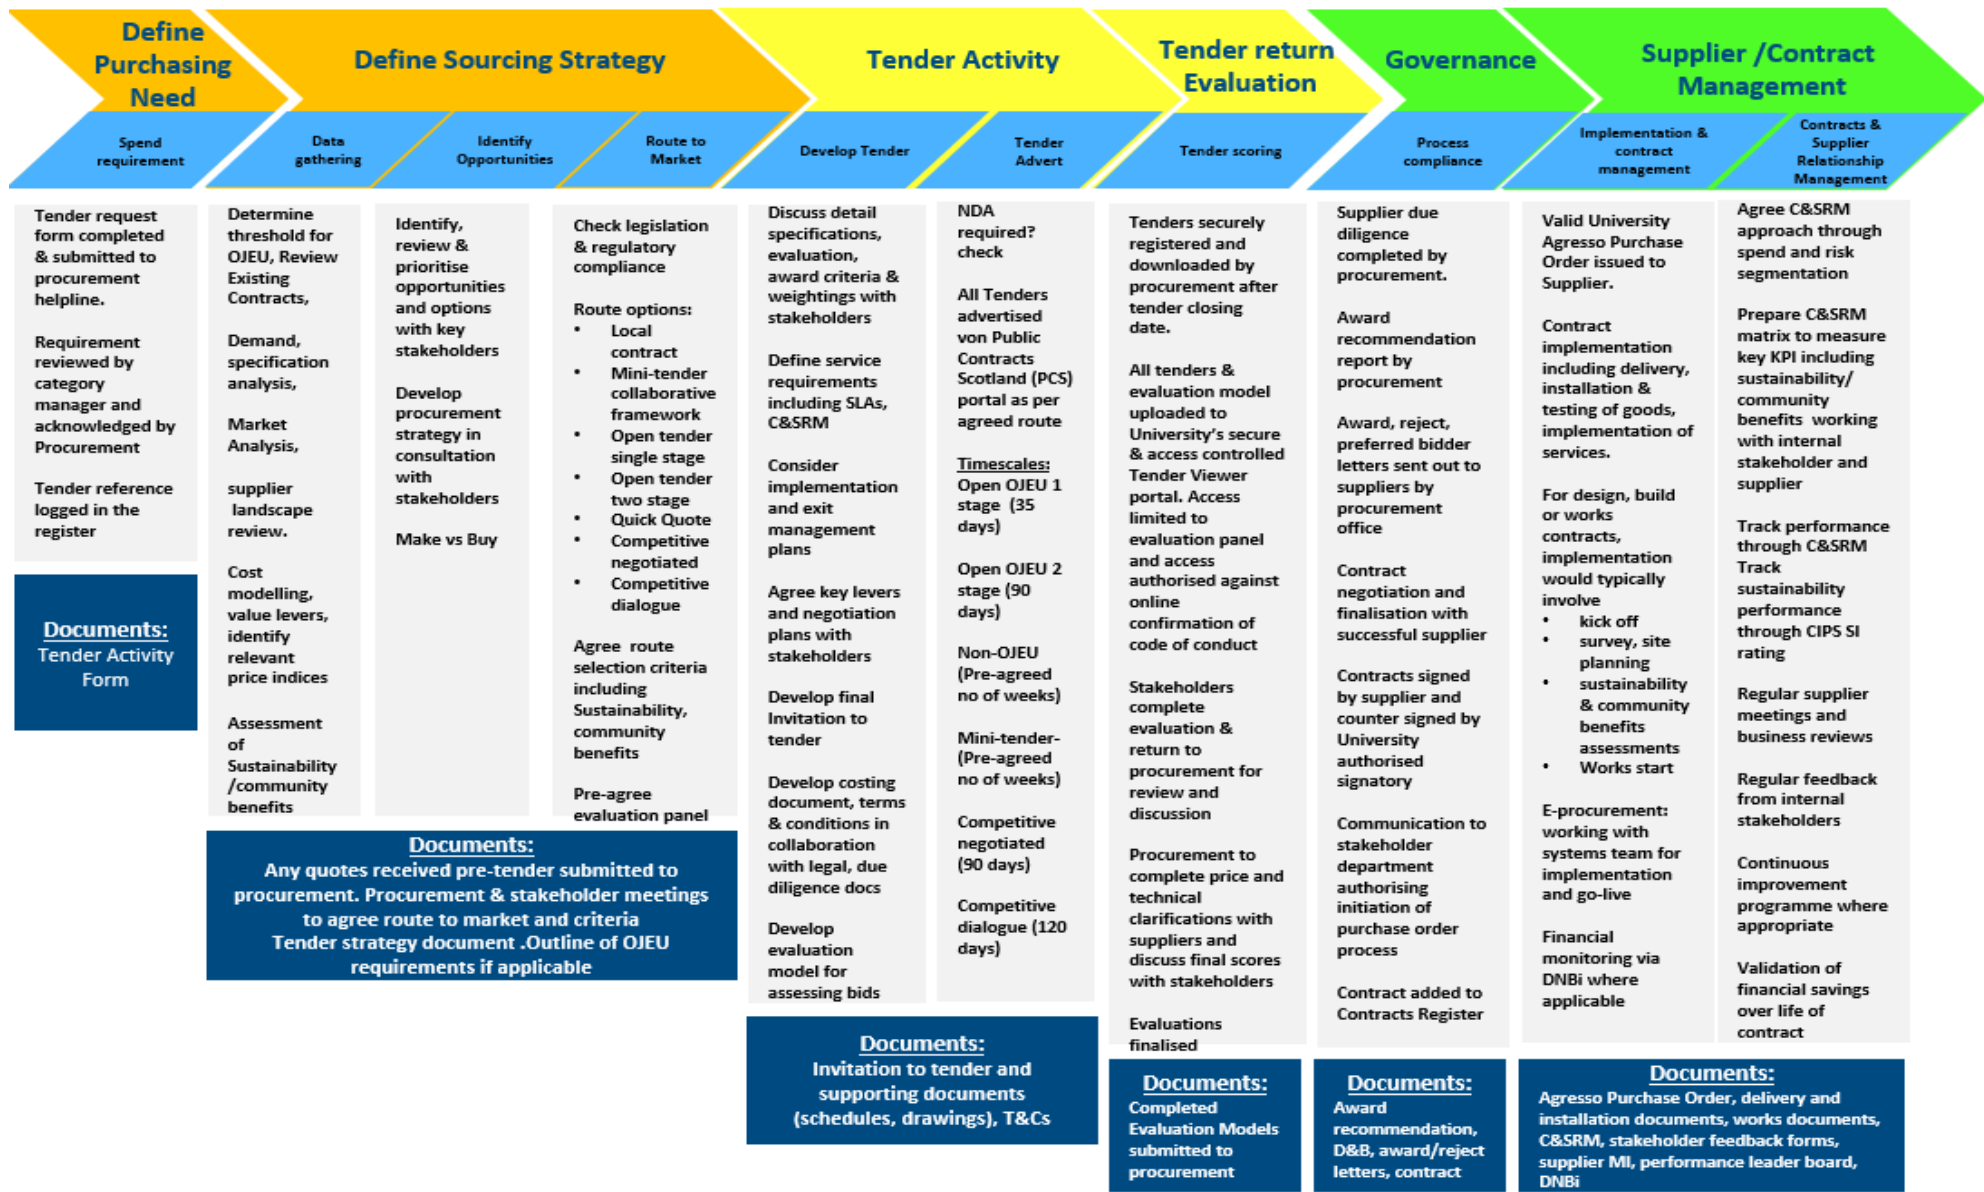 Define
Purchasing
Need
Define Sourcing Strategy
Tender Activity
Tender return
Evaluation
Governance
Supplier /Contract
Management
Spend
requirement
Data
gathering
Identify
Opportunities
Route to
Market
Develop Tender
Tender
Advert
Tender scoring
Process
compliance
Implementation &
contract
management
Contracts &
Supplier
Relationship
Management
Tender request
form completed
& submitted to
procurement
helpline.
Requirement
reviewed by
category
manager and
acknowledged by
Procurement
Tender reference
logged in the
register
Documents:
Tender Activity
Form
Determine
threshold for
OJEU, Review
Existing
Contracts,
Demand,
specification
analysis,
Market
Analysis,
supplier
landscape
review.
Cost
modelling,
value levers,
identify
relevant
price indices
Assessment
of
Sustainability
/community
benefits
Identify,
review &
prioritise
opportunities
and options
with key
stakeholders
Develop
procurement
strategy in
consultation
with
stakeholders
Make vs Buy
Check legislation
& regulatory
compliance
Route options:
• Local
contract
• Mini-tender
collaborative
framework
• Open tender
single stage
• Open tender
two stage
• Quick Quote
• Competitive
negotiated
• Competitive
dialogue
Agree route
selection criteria
including
Sustainability,
community
benefits
Pre-agree
evaluation panel
Documents:
Any quotes received pre-tender submitted to
procurement. Procurement & stakeholder meetings
to agree route to market and criteria
Tender strategy document .Outline of OJEU
requirements if applicable
Discuss detail
specifications,
evaluation,
award criteria &
weightings with
stakeholders
Define service
requirements
including SLAs,
C&SRM
Consider
implementation
and exit
management
plans
Agree key levers
and negotiation
plans with
stakeholders
Develop final
Invitation to
tender
Develop costing
document, terms
& conditions in
collaboration
with legal, due
diligence docs
Develop
evaluation
model for
assessing bids
NDA
required?
check
All Tenders
advertised
von Public
Contracts
Scotland (PCS)
portal as per
agreed route
Timescales:
Open OJEU 1
stage (35
days)
Open OJEU 2
stage (90
days)
Non-OJEU
(Pre-agreed
no of weeks)
Mini-tender-
(Pre-agreed
no of weeks)
Competitive
negotiated
(90 days)
Competitive
dialogue (120
days)
Documents:
Invitation to tender and
supporting documents
(schedules, drawings), T&Cs
Tenders securely
registered and
downloaded by
procurement after
tender closing
date.
All tenders &
evaluation model
uploaded to
University's secure
& access controlled
Tender Viewer
portal. Access
limited to
evaluation panel
and access
authorised against
online
confirmation of
code of conduct
Stakeholders
complete
evaluation &
return to
procurement for
review and
discussion
Procurement to
complete price and
technical
clarifications with
suppliers and
discuss final scores
with stakeholders
Evaluations
finalised
Documents:
Completed
Evaluation Models
submitted to
procurement
Supplier due
diligence
completed by
procurement.
Award
recommendation
report by
procurement
Award, reject,
preferred bidder
letters sent out to
suppliers by
procurement
office
Contract
negotiation and
finalisation with
successful supplier
Contracts signed
by supplier and
counter signed by
University
authorised
signatory
Communication to
stakeholder
department
authorising
initiation of
purchase order
process
Contract added to
Contracts Register
Documents:
Award
recommendation,
D&B, award/reject
letters, contract
Valid University
Agresso Purchase
Order issued to
Supplier.
Contract
implementation
including delivery,
installation &
testing of goods,
implementation of
services.
For design, build
or works
contracts,
implementation
would typically
involve
• kick off
• survey, site
planning
• sustainability
& community
benefits
assessments
• Works start
E-procurement:
working with
systems team for
implementation
and go-live
Financial
monitoring via
DNBi where
applicable
Agree C&SRM
approach through
spend and risk
segmentation
Prepare C&SRM
matrix to measure
key KPI including
sustainability/
community
benefits working
with internal
stakeholder and
supplier
Track performance
through C&SRM
Track
sustainability
performance
through CIPS SI
rating
Regular supplier
meetings and
business reviews
Regular feedback
from internal
stakeholders
Continuous
improvement
programme where
appropriate
Validation of
financial savings
over life of
contract
Documents:
Agresso Purchase Order, delivery and
installation documents, works documents,
C&SRM, stakeholder feedback forms,
supplier MI, performance leader board,
DNBi